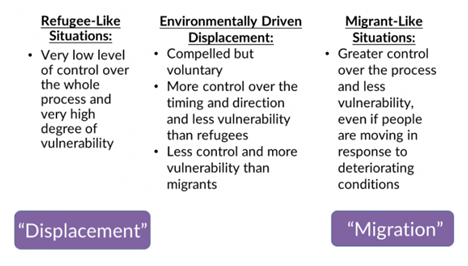 Refugee-Like
Situations:
• Very low level
of control over
the whole
process and
very high
degree of
vulnerability
Environmentally Driven
Displacement:
• Compelled but
voluntary
• More control over the
timing and direction
and less vulnerability
than refugees
• Less control and more
vulnerability than
migrants
Migrant-Like
Situations:
• Greater control
over the process
and less
vulnerability,
even if people
are moving in
response to
deteriorating
conditions
“Displacement”
“Migration”